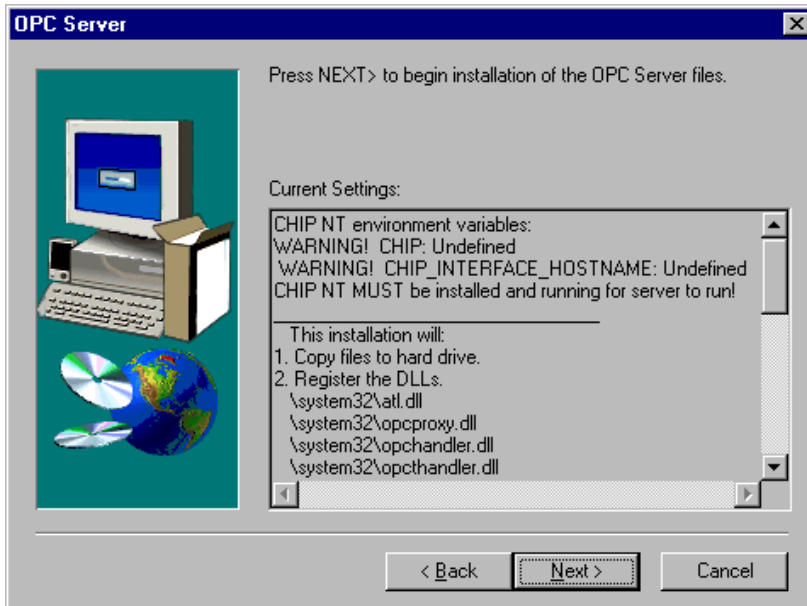 OPC Server
Press NEXT> to begin installation of the OPC Server files.
Current Settings:
CHIP NT environment variables:
WARNING!  CHIP: Undefined
WARNING!  CHIP_INTERFACE_HOSTNAME: Undefined
CHIP NT MUST be installed and running for server to run!
This installation will:
1. Copy files to hard drive.
2. Register the DLLs.
\system32\atl.dll
\system32\opcproxy.dll
\system32\opchandler.dll
\system32\opcthandler.dll
< Back
Next >
Cancel